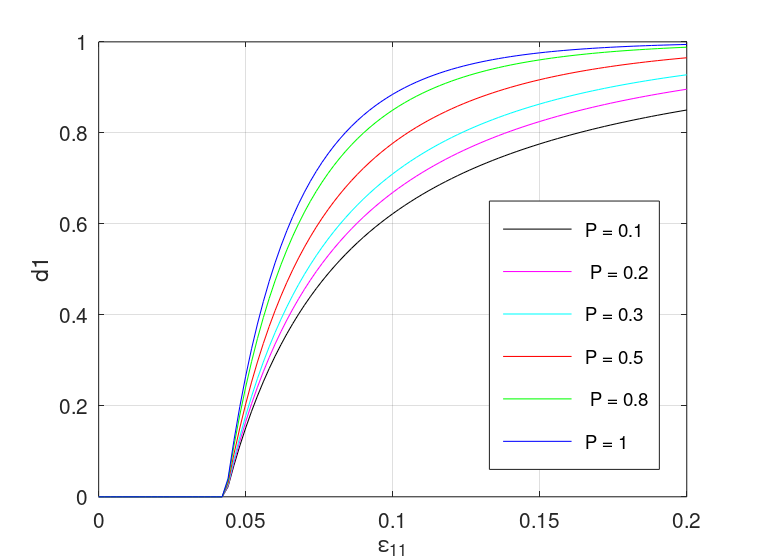 1
0.8
0.6
0.4
0.2
0
d1
P = 0.1
P = 0.2
P = 0.3
P = 0.5
P = 0.8
P = 1
0 0.05 0.1 0.15 0.2
ε11